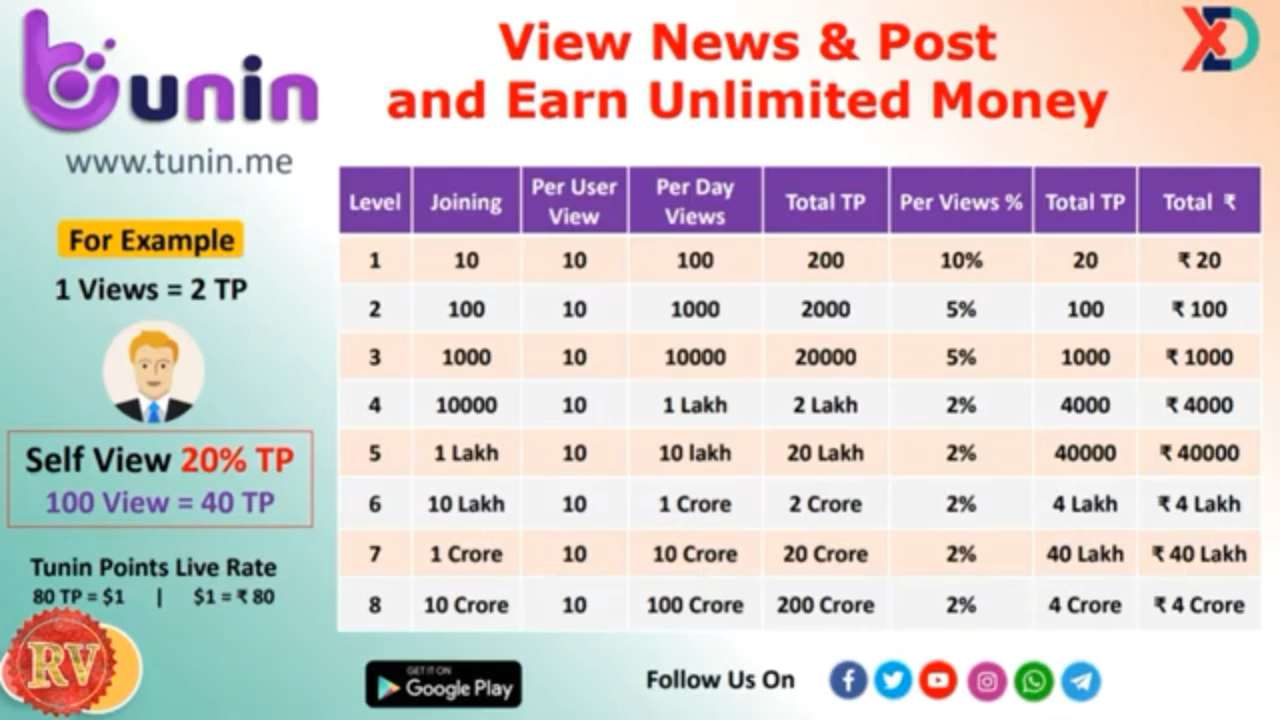 tunin
www.tunin.me
For Example
1 Views = 2 TP
Self View 20% TP
100 View = 40 TP
Tunin Points Live Rate
80 TP = $1 | $1 = ₹ 80
RV
View News & Post
and Earn Unlimited Money
XD
Level Joining Per User View Per Day Views Total TP Per Views % Total TP Total ₹
1 10 10 100 200 10% 20 ₹ 20
2 100 10 1000 2000 5% 100 ₹ 100
3 1000 10 10000 20000 5% 1000 ₹ 1000
4 10000 10 1 Lakh 2 Lakh 2% 4000 ₹ 4000
5 1 Lakh 10 10 lakh 20 Lakh 2% 40000 ₹ 40000
6 10 Lakh 10 1 Crore 2 Crore 2% 4 Lakh ₹ 4 Lakh
7 1 Crore 10 10 Crore 20 Crore 2% 40 Lakh ₹ 40 Lakh
8 10 Crore 10 100 Crore 200 Crore 2% 4 Crore ₹ 4 Crore
GET IT ON
Google Play
Follow Us On